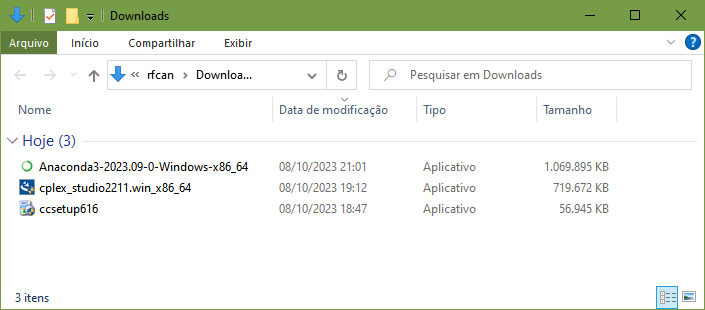 Downloads
Arquivo Início Compartilhar Exibir
rfcan Downloa...
Pesquisar em Downloads
Nome Data de modificação Tipo Tamanho
Hoje (3)
Anaconda3-2023.09-0-Windows-x86_64 08/10/2023 21:01 Aplicativo 1.069.895 KB
cplex_studio2211.win_x86_64 08/10/2023 19:12 Aplicativo 719.672 KB
ccsetup616 08/10/2023 18:47 Aplicativo 56.945 KB
3 itens